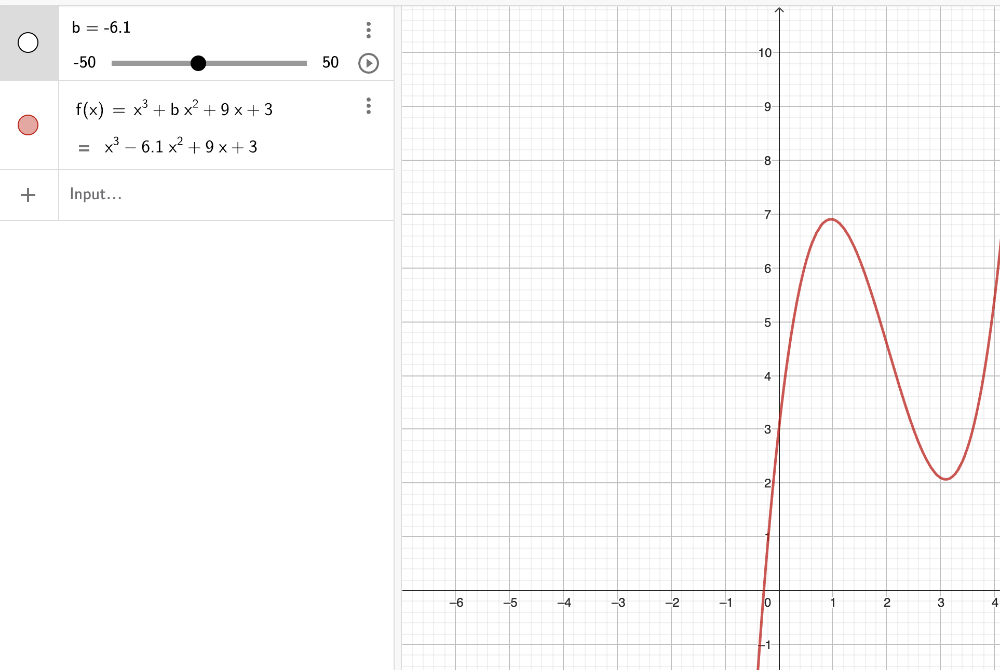 b = -6.1
-50 50
f(x) = x³ + b x² + 9 x + 3
= x³ – 6.1 x² + 9 x + 3
+ Input...
10
9
8
7
6
5
4
3
2
1
–6 –5 –4 –3 –2 –1 0 1 2 3 4
–1